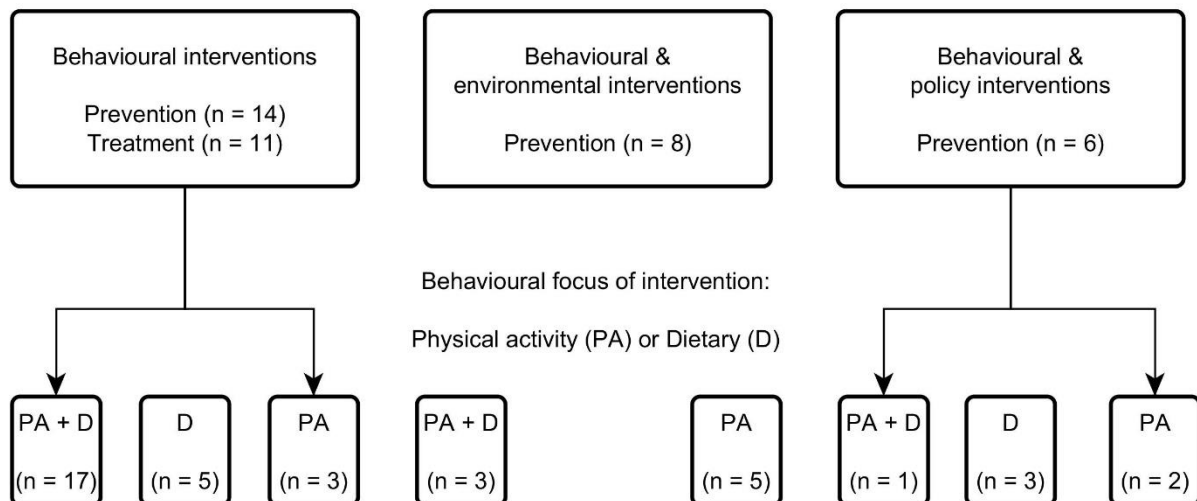 Behavioural interventions
Prevention (n = 14)
Treatment (n = 11)
Behavioural &
environmental interventions
Prevention (n = 8)
Behavioural &
policy interventions
Prevention (n = 6)
Behavioural focus of intervention:
Physical activity (PA) or Dietary (D)
PA + D
(n = 17)
D
(n = 5)
PA
(n = 3)
PA + D
(n = 3)
PA
(n = 5)
PA + D
(n = 1)
D
(n = 3)
PA
(n = 2)